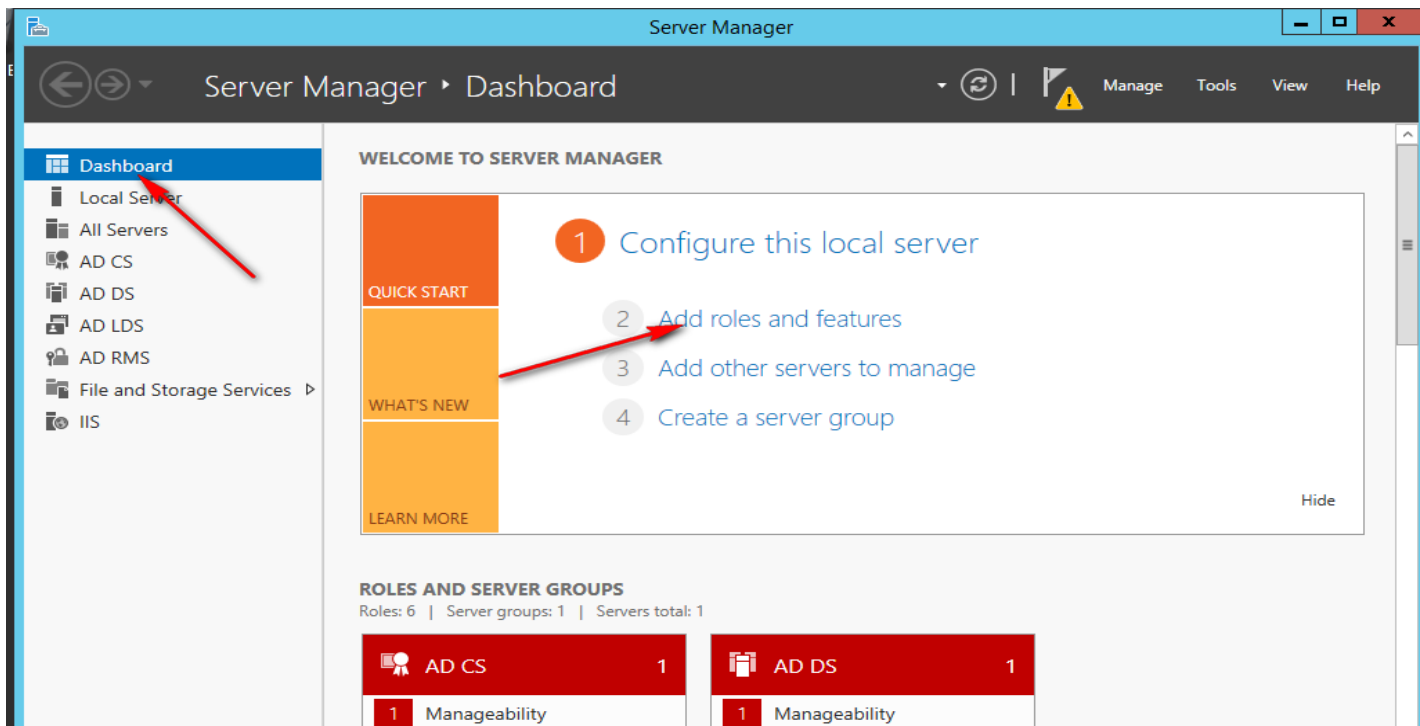 Server Manager
Server Manager ‣ Dashboard
Manage Tools View Help
Dashboard
Local Server
All Servers
AD CS
AD DS
AD LDS
AD RMS
File and Storage Services
IIS
WELCOME TO SERVER MANAGER
QUICK START
WHAT'S NEW
LEARN MORE
1 Configure this local server
2 Add roles and features
3 Add other servers to manage
4 Create a server group
Hide
ROLES AND SERVER GROUPS
Roles: 6 | Server groups: 1 | Servers total: 1
AD CS 1
1 Manageability
AD DS 1
1 Manageability